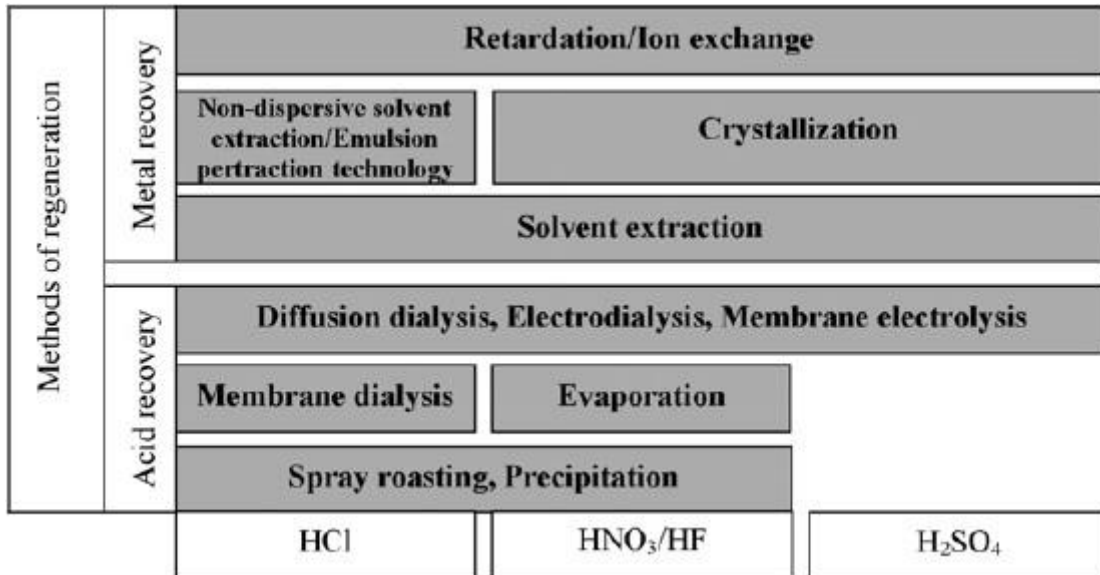 Methods of regeneration
Metal recovery
Retardation/Ion exchange
Non-dispersive solvent
extraction/Emulsion
pertraction technology
Crystallization
Solvent extraction
Acid recovery
Diffusion dialysis, Electrodialysis, Membrane electrolysis
Membrane dialysis
Evaporation
Spray roasting, Precipitation
HCl
HNO₃/HF
H₂SO₄